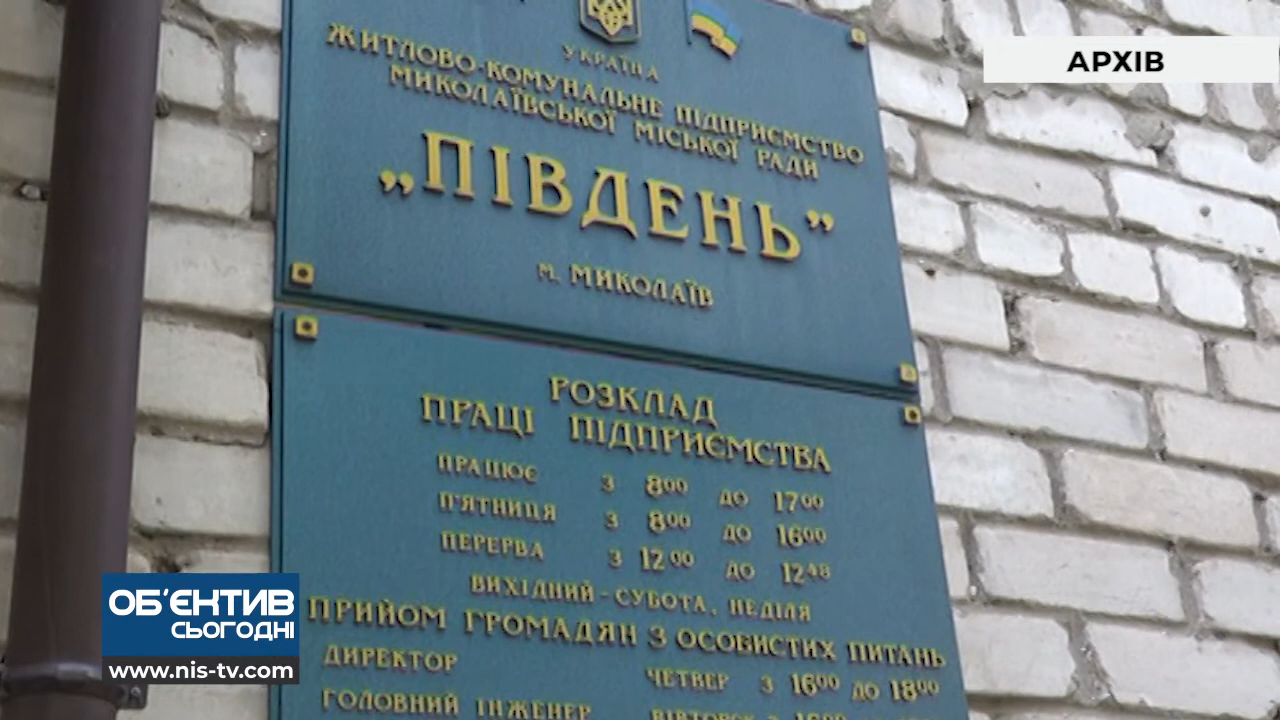 АРХІВ
УКРАЇНА
ЖИТЛОВО-КОМУНАЛЬНЕ ПІДПРИЄМСТВО
МИКОЛАЇВСЬКОЇ МІСЬКОЇ РАДИ
„ПІВДЕНЬ”
м. МИКОЛАЇВ
РОЗКЛАД
ПРАЦІ ПІДПРИЄМСТВА
ПРАЦЮЄ З 8⁰⁰ ДО 17⁰⁰
П'ЯТНИЦЯ З 8⁰⁰ ДО 16⁰⁰
ПЕРЕРВА З 12⁰⁰ ДО 12⁴⁸
ВИХІДНИЙ - СУБОТА, НЕДІЛЯ
ПРИЙОМ ГРОМАДЯН З ОСОБИСТИХ ПИТАНЬ
ДИРЕКТОР ЧЕТВЕР З 16⁰⁰ ДО 18⁰⁰
ГОЛОВНИЙ ІНЖЕНЕР ВІВТОРОК З
ОБ'ЄКТИВ
СЬОГОДНІ
www.nis-tv.com